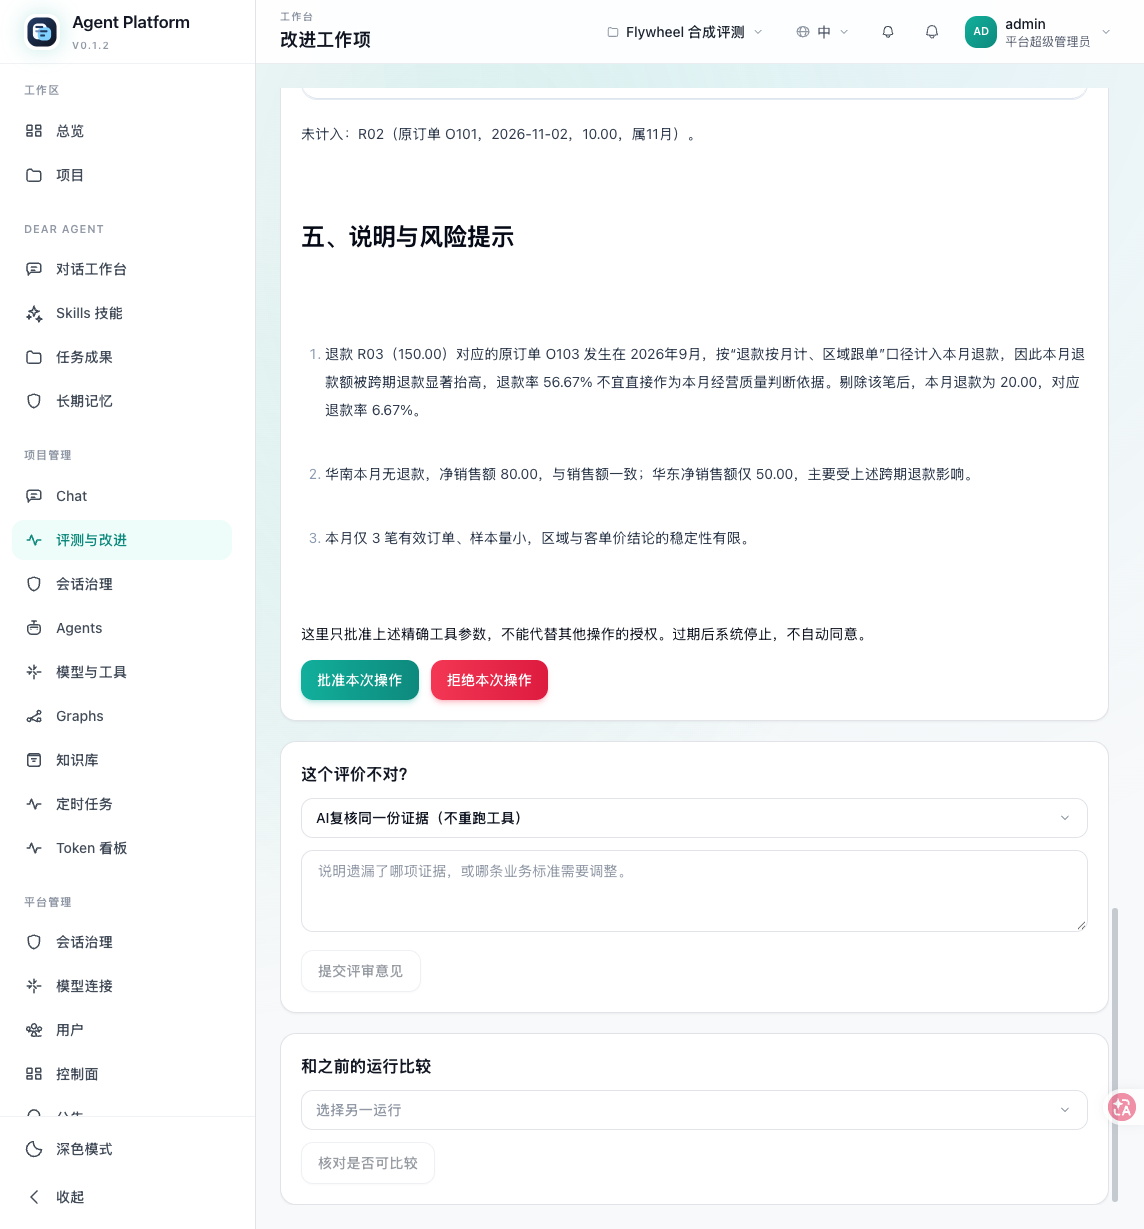 Agent Platform
V0.1.2
工作区
总览
项目
DEAR AGENT
对话工作台
Skills 技能
任务成果
长期记忆
项目管理
Chat
评测与改进
会话治理
Agents
模型与工具
Graphs
知识库
定时任务
Token 看板
平台管理
会话治理
模型连接
用户
控制面
深色模式
收起
工作台
改进工作项
Flywheel 合成评测
中
AD
admin
平台超级管理员
未计入：R02（原订单 O101，2026-11-02，10.00，属11月）。
五、说明与风险提示
1. 退款 R03（150.00）对应的原订单 O103 发生在 2026年9月，按“退款按月计、区域跟单”口径计入本月退款，因此本月退
款额被跨期退款显著抬高，退款率 56.67% 不宜直接作为本月经营质量判断依据。剔除该笔后，本月退款为 20.00，对应
退款率 6.67%。
2. 华南本月无退款，净销售额 80.00，与销售额一致；华东净销售额仅 50.00，主要受上述跨期退款影响。
3. 本月仅 3 笔有效订单、样本量小，区域与客单价结论的稳定性有限。
这里只批准上述精确工具参数，不能代替其他操作的授权。过期后系统停止，不自动同意。
批准本次操作
拒绝本次操作
这个评价不对？
AI复核同一份证据（不重跑工具）
说明遗漏了哪项证据，或哪条业务标准需要调整。
提交评审意见
和之前的运行比较
选择另一运行
核对是否可比较